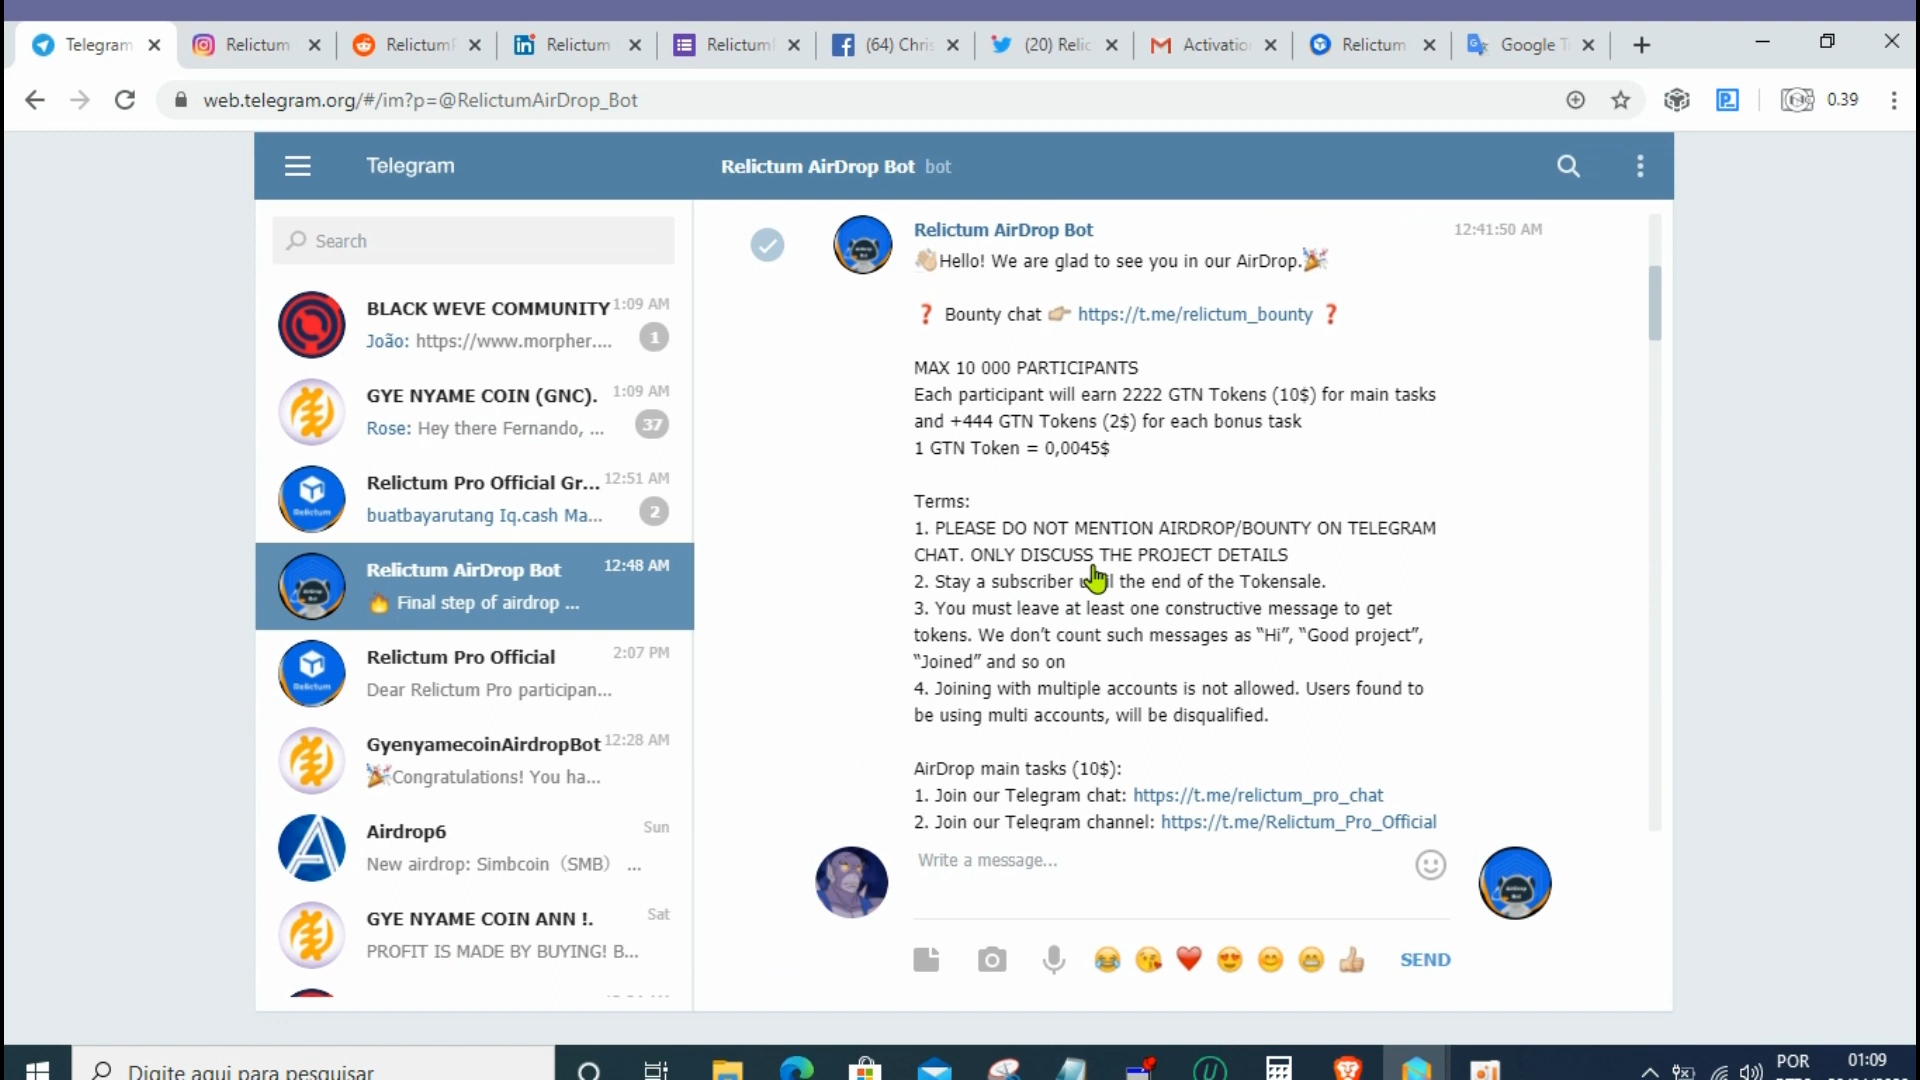 Telegram
Relictum
Relictum
Relictum
Relictum
(64) Chris
(20) Relic
Activatio
Relictum
Google T
web.telegram.org/#/im?p=@RelictumAirDrop_Bot
0.39
Telegram
Relictum AirDrop Bot bot
Search
BLACK WEVE COMMUNITY 1:09 AM
João: https://www.morpher.... 1
GYE NYAME COIN (GNC). 1:09 AM
Rose: Hey there Fernando, ... 37
Relictum Pro Official Gr... 12:51 AM
buatbayarutang Iq.cash Ma... 2
Relictum AirDrop Bot 12:48 AM
Final step of airdrop ...
Relictum Pro Official 2:07 PM
Dear Relictum Pro participan...
GyenyamecoinAirdropBot 12:28 AM
Congratulations! You ha...
Airdrop6 Sun
New airdrop: Simbcoin（SMB） ...
GYE NYAME COIN ANN !. Sat
PROFIT IS MADE BY BUYING! B...
Relictum AirDrop Bot 12:41:50 AM
👋Hello! We are glad to see you in our AirDrop.🎉
❓ Bounty chat 👉 https://t.me/relictum_bounty ❓
MAX 10 000 PARTICIPANTS
Each participant will earn 2222 GTN Tokens (10$) for main tasks
and +444 GTN Tokens (2$) for each bonus task
1 GTN Token = 0,0045$
Terms:
1. PLEASE DO NOT MENTION AIRDROP/BOUNTY ON TELEGRAM
CHAT. ONLY DISCUSS THE PROJECT DETAILS
2. Stay a subscriber until the end of the Tokensale.
3. You must leave at least one constructive message to get
tokens. We don’t count such messages as “Hi”, “Good project”,
“Joined” and so on
4. Joining with multiple accounts is not allowed. Users found to
be using multi accounts, will be disqualified.
AirDrop main tasks (10$):
1. Join our Telegram chat: https://t.me/relictum_pro_chat
2. Join our Telegram channel: https://t.me/Relictum_Pro_Official
Write a message...
SEND
Digite aqui para pesquisar
POR
01:09